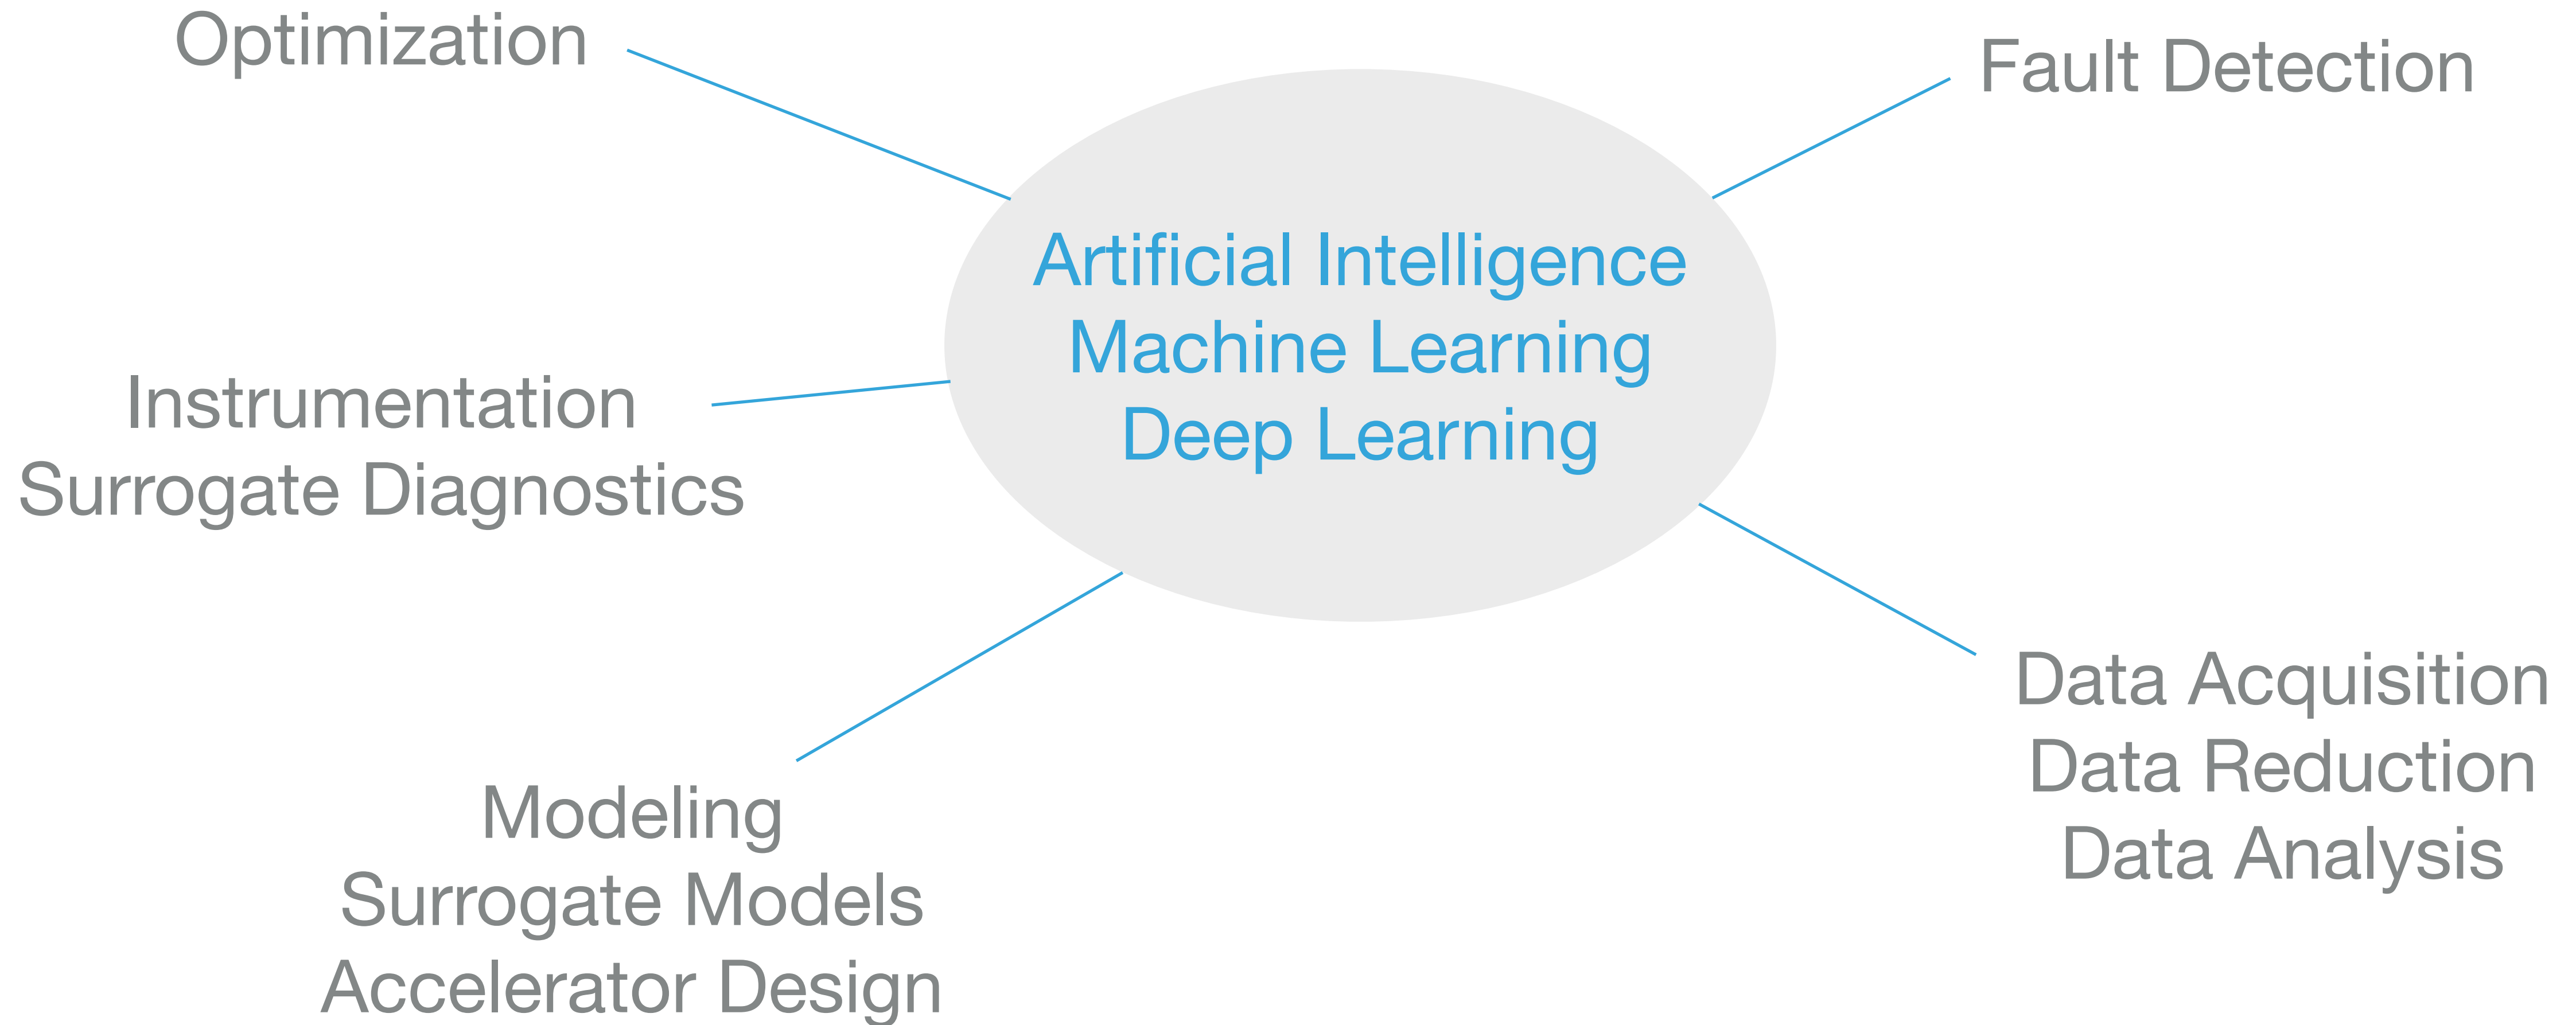 Optimization
Fault Detection
Artificial Intelligence
Machine Learning
Deep Learning
Instrumentation
Surrogate Diagnostics
Modeling
Surrogate Models
Accelerator Design
Data Acquisition
Data Reduction
Data Analysis